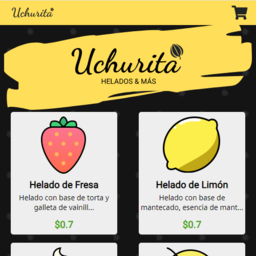 Uchurita
Uchurita
HELADOS & MÁS
Helado de Fresa
Helado con base de torta y
galleta de vainill...
$0.7
Helado de Limón
Helado con base de
mantecado, esencia de mant...
$0.7